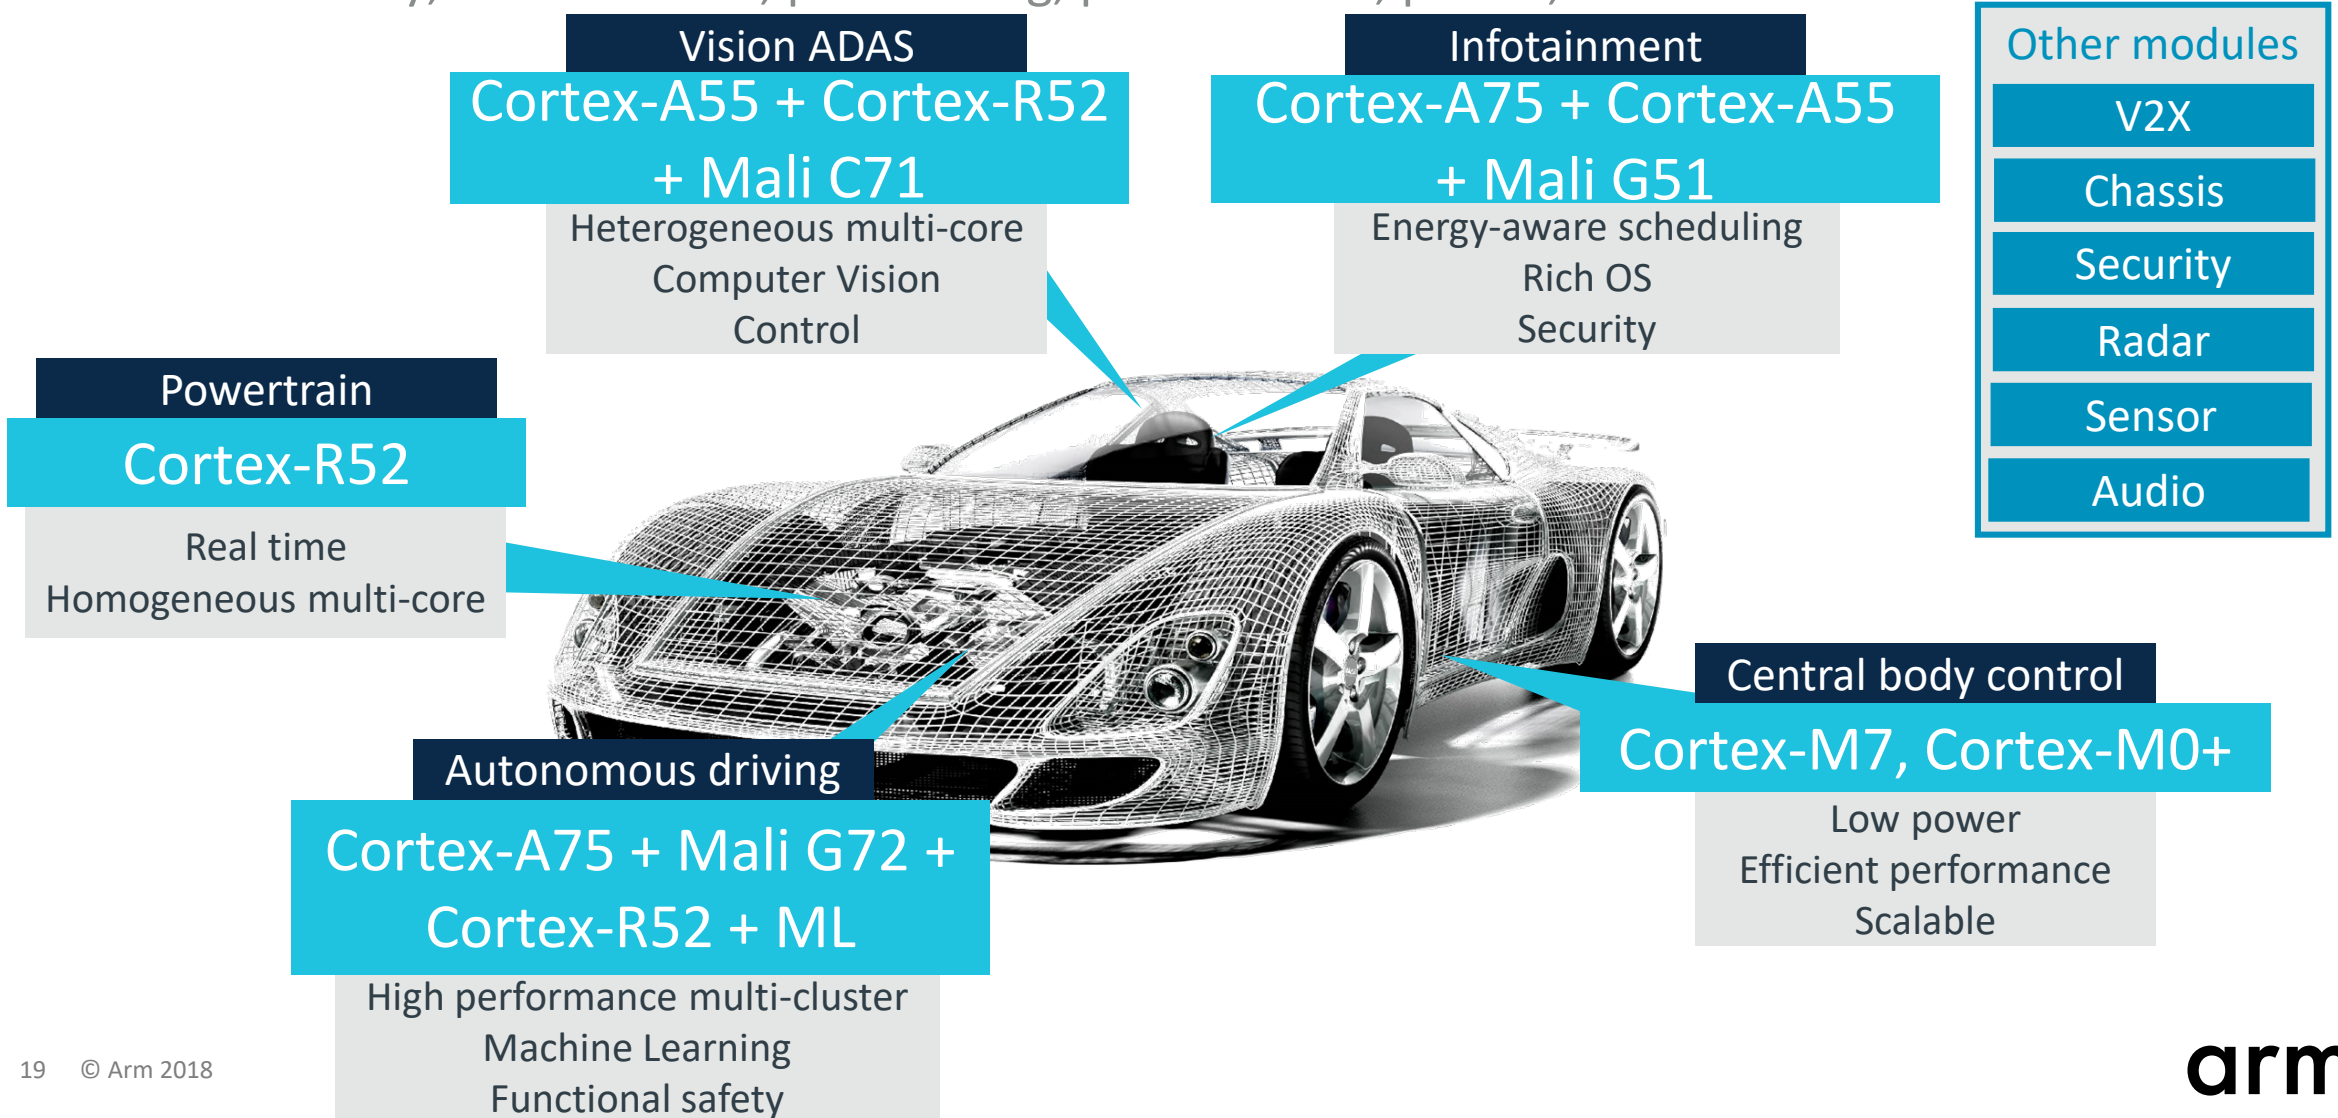 Vision ADAS
Cortex-A55 + Cortex-R52
+ Mali C71
Heterogeneous multi-core
Computer Vision
Control
Infotainment
Cortex-A75 + Cortex-A55
+ Mali G51
Energy-aware scheduling
Rich OS
Security
Other modules
V2X
Chassis
Security
Radar
Sensor
Audio
Powertrain
Cortex-R52
Real time
Homogeneous multi-core
Central body control
Cortex-M7, Cortex-M0+
Low power
Efficient performance
Scalable
Autonomous driving
Cortex-A75 + Mali G72 +
Cortex-R52 + ML
High performance multi-cluster
Machine Learning
Functional safety
19 © Arm 2018
arm